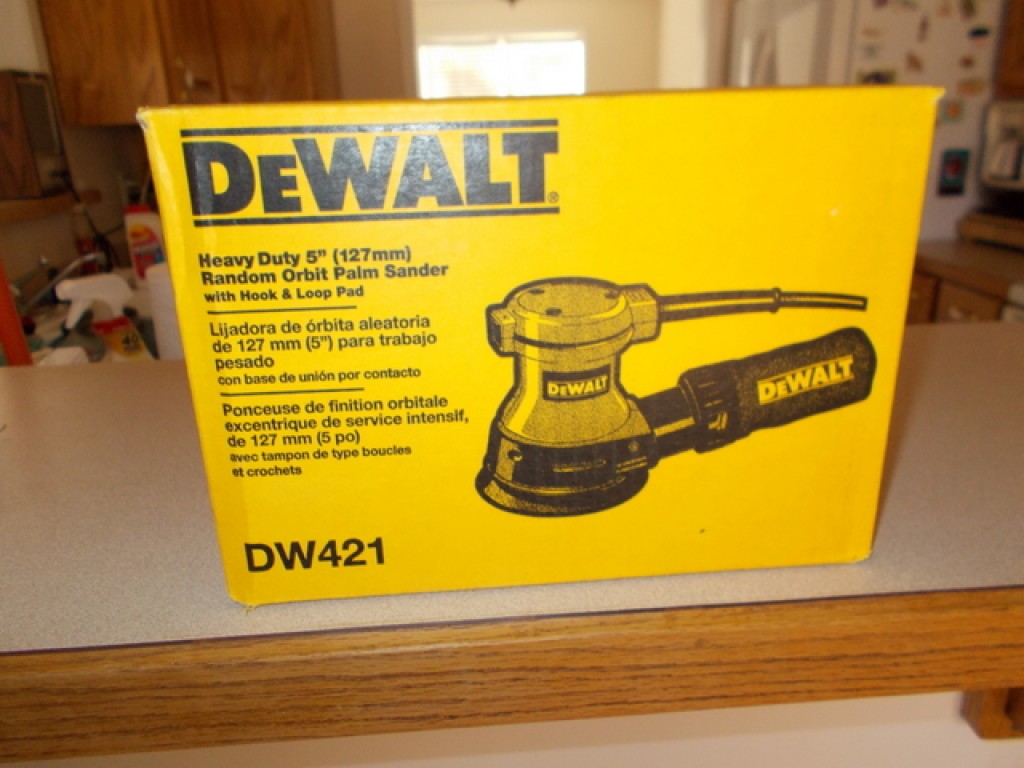 DEWALT®
Heavy Duty 5" (127mm)
Random Orbit Palm Sander
with Hook & Loop Pad
Lijadora de órbita aleatoria
de 127 mm (5") para trabajo
pesado
con base de unión por contacto
Ponceuse de finition orbitale
excentrique de service intensif,
de 127 mm (5 po)
avec tampon de type boucles
et crochets
DW421
DEWALT
DEWALT